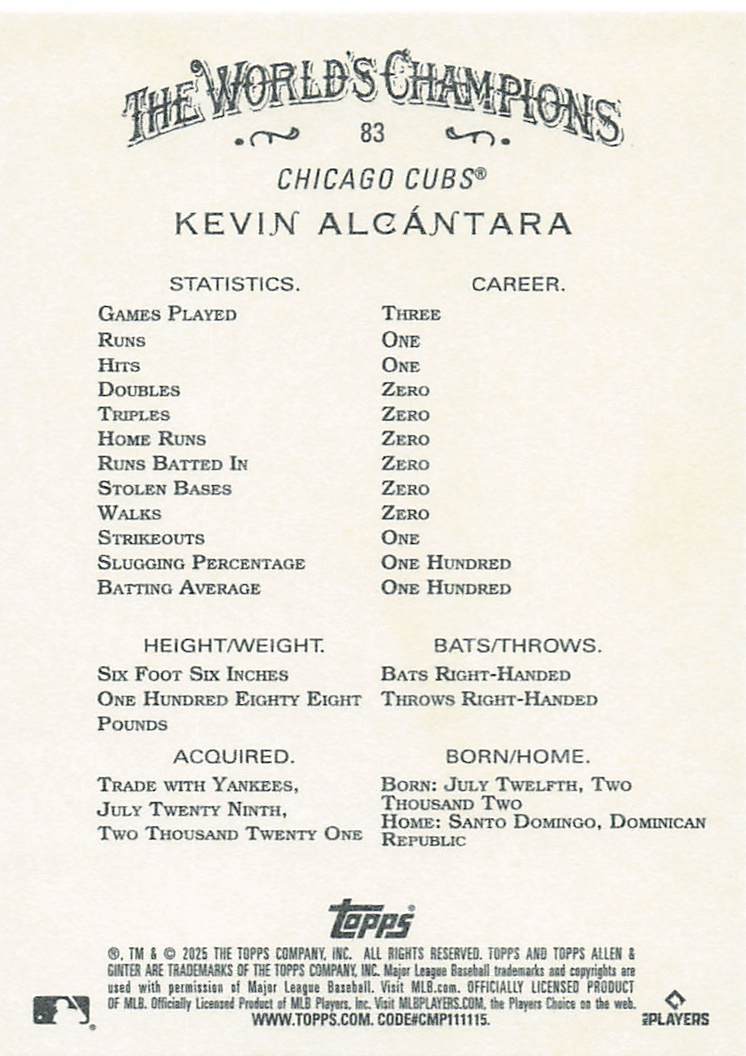 THE WORLD'S CHAMPIONS
83
CHICAGO CUBS®
KEVIN ALCÁNTARA
STATISTICS. CAREER.
GAMES PLAYED THREE
RUNS ONE
HITS ONE
DOUBLES ZERO
TRIPLES ZERO
HOME RUNS ZERO
RUNS BATTED IN ZERO
STOLEN BASES ZERO
WALKS ZERO
STRIKEOUTS ONE
SLUGGING PERCENTAGE ONE HUNDRED
BATTING AVERAGE ONE HUNDRED
HEIGHT/WEIGHT.
SIX FOOT SIX INCHES
ONE HUNDRED EIGHTY EIGHT
POUNDS
BATS/THROWS.
BATS RIGHT-HANDED
THROWS RIGHT-HANDED
ACQUIRED.
TRADE WITH YANKEES,
JULY TWENTY NINTH,
TWO THOUSAND TWENTY ONE
BORN/HOME.
BORN: JULY TWELFTH, TWO
THOUSAND TWO
HOME: SANTO DOMINGO, DOMINICAN
REPUBLIC
Topps®
®, TM & © 2025 THE TOPPS COMPANY, INC. ALL RIGHTS RESERVED. TOPPS AND TOPPS ALLEN &
GINTER ARE TRADEMARKS OF THE TOPPS COMPANY, INC. Major League Baseball trademarks and copyrights are
used with permission of Major League Baseball. Visit MLB.com. OFFICIALLY LICENSED PRODUCT
OF MLB. Officially Licensed Product of MLB Players, Inc. Visit MLBPLAYERS.COM, the Players Choice on the web.
WWW.TOPPS.COM. CODE#CMP111115.
MLBPLAYERS